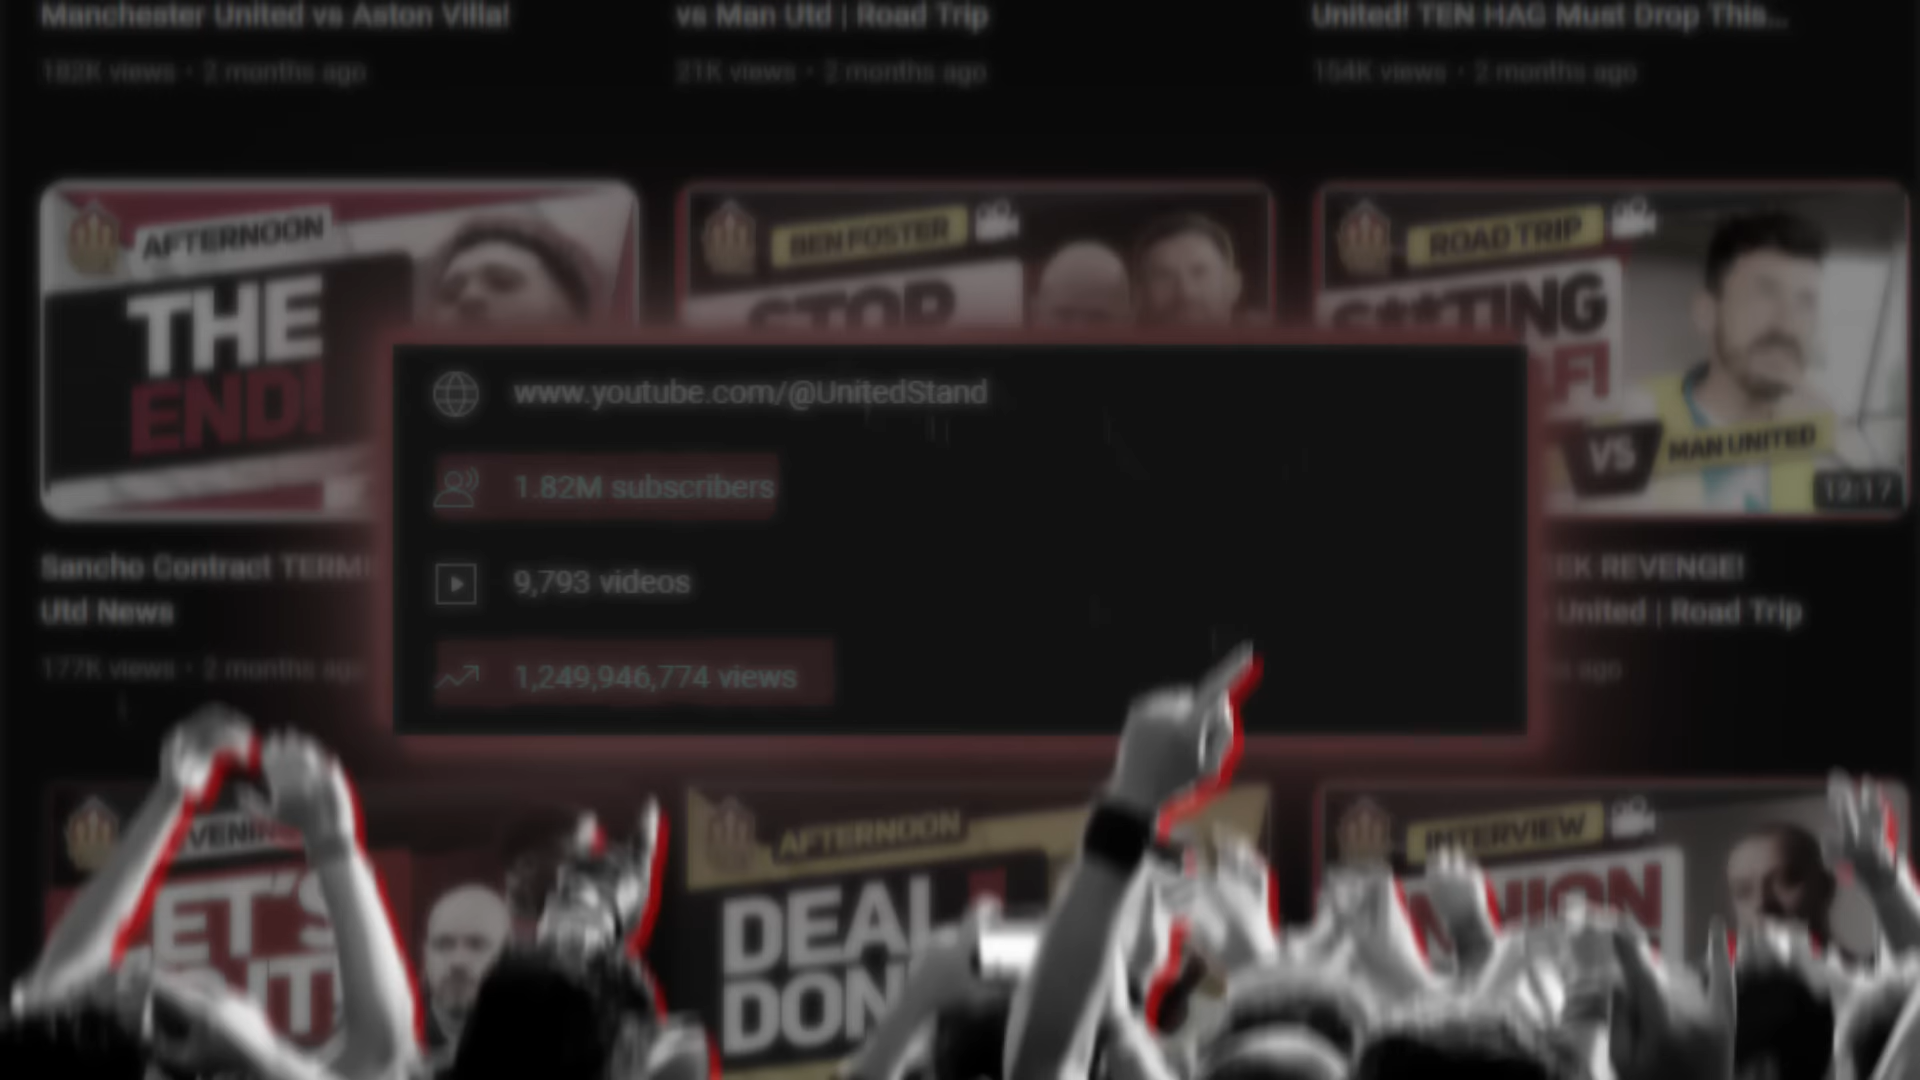 Manchester United vs Aston Villa!
vs Man Utd | Road Trip
United! TEN HAG Must Drop This...
182K views • 2 months ago
21K views • 2 months ago
154K views • 2 months ago
AFTERNOON
THE
END!
BEN FOSTER
STOP
ROAD TRIP
VS
MAN UNITED
12:17
www.youtube.com/@UnitedStand
1.82M subscribers
9,793 videos
1,249,946,774 views
Sancho Contract
Utd News
177K views • 2 months ago
REVENGE!
United | Road Trip
ago
AFTERNOON
DEAL
INTERVIEW